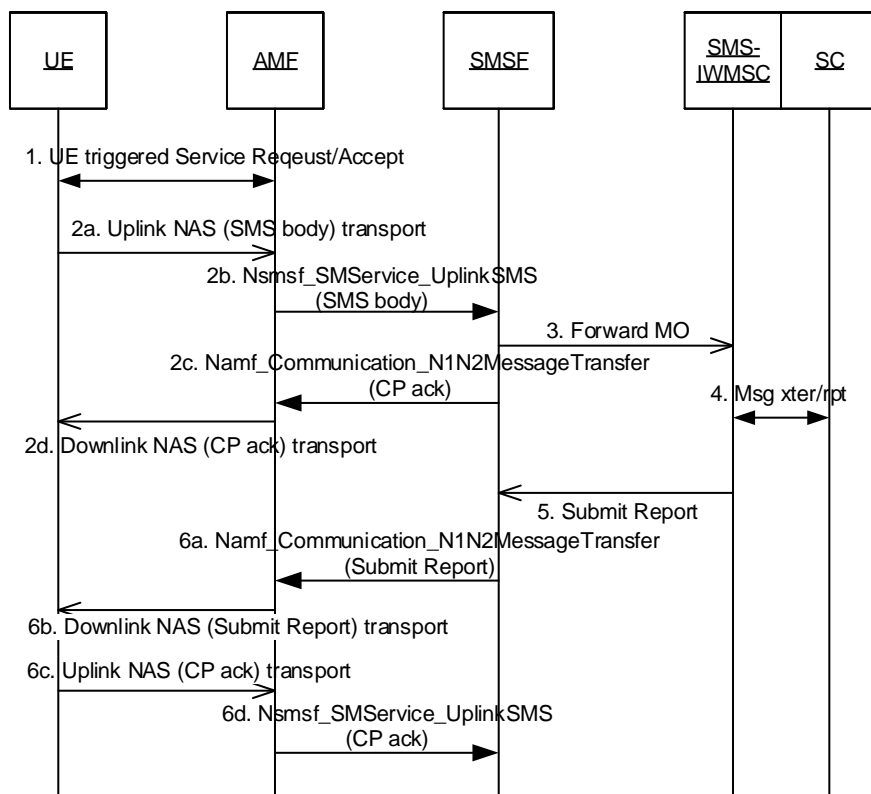 UE
AMF
SMSF
SMS-
IWMSC
SC
1. UE triggered Service Reqeust/Accept
2a. Uplink NAS (SMS body) transport
2b. Nsmsf_SMService_UplinkSMS
(SMS body)
3. Forward MO
2c. Namf_Communication_N1N2MessageTransfer
(CP ack)
4. Msg xter/rpt
2d. Downlink NAS (CP ack) transport
5. Submit Report
6a. Namf_Communication_N1N2MessageTransfer
(Submit Report)
6b. Downlink NAS (Submit Report) transport
6c. Uplink NAS (CP ack) transport
6d. Nsmsf_SMService_UplinkSMS
(CP ack)